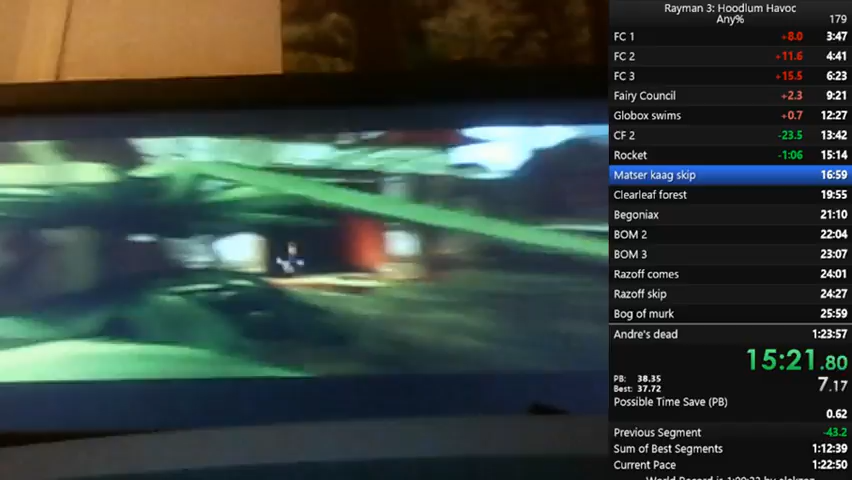 Rayman 3: Hoodlum Havoc
Any% 179
FC 1 +8.0 3:47
FC 2 +11.6 4:41
FC 3 +15.5 6:23
Fairy Council +2.3 9:21
Globox swims +0.7 12:27
CF 2 -23.5 13:42
Rocket -1:06 15:14
Matser kaag skip 16:59
Clearleaf forest 19:55
Begoniax 21:10
BOM 2 22:04
BOM 3 23:07
Razoff comes 24:01
Razoff skip 24:27
Bog of murk 25:59
Andre's dead 1:23:57
15:21.80
PB: 38.35 7.17
Best: 37.72
Possible Time Save (PB)
0.62
Previous Segment -43.2
Sum of Best Segments 1:12:39
Current Pace 1:22:50
World Record is